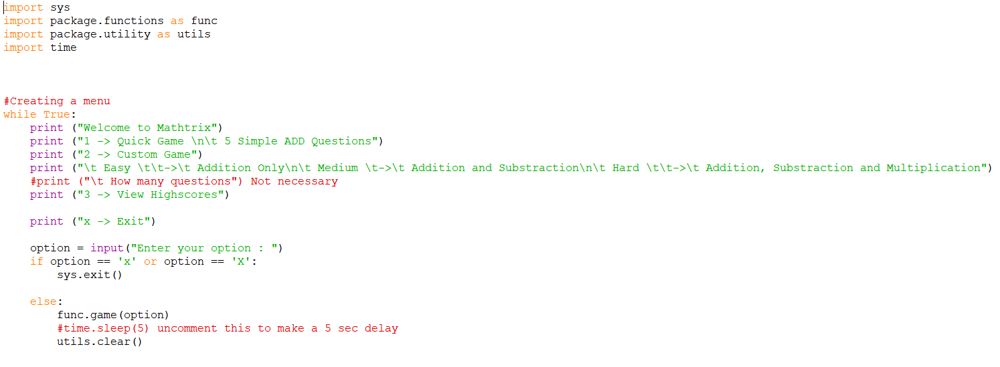 import sys
import package.functions as func
import package.utility as utils
import time
#Creating a menu
while True:
    print ("Welcome to Mathtrix")
    print ("1 -> Quick Game \n\t 5 Simple ADD Questions")
    print ("2 -> Custom Game")
    print ("\t Easy \t\t->\t Addition Only\n\t Medium \t->\t Addition and Substraction\n\t Hard \t\t->\t Addition, Substraction and Multiplication")
    #print ("\t How many questions") Not necessary
    print ("3 -> View Highscores")
    print ("x -> Exit")
    option = input("Enter your option : ")
    if option == 'x' or option == 'X':
        sys.exit()
    else:
        func.game(option)
        #time.sleep(5) uncomment this to make a 5 sec delay
        utils.clear()